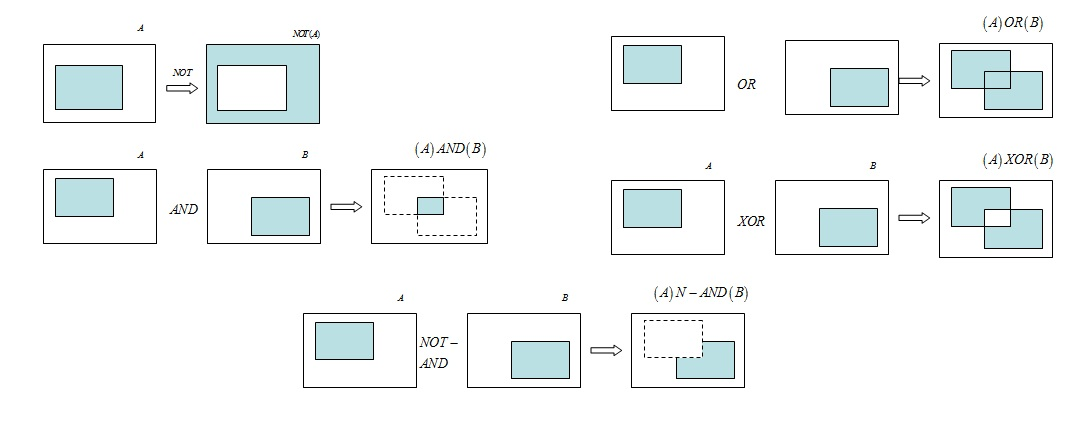 A
NOT(A)
NOT
(A)OR(B)
OR
A
B
(A)AND(B)
AND
A
B
(A)XOR(B)
XOR
A
B
(A)N-AND(B)
NOT-
AND